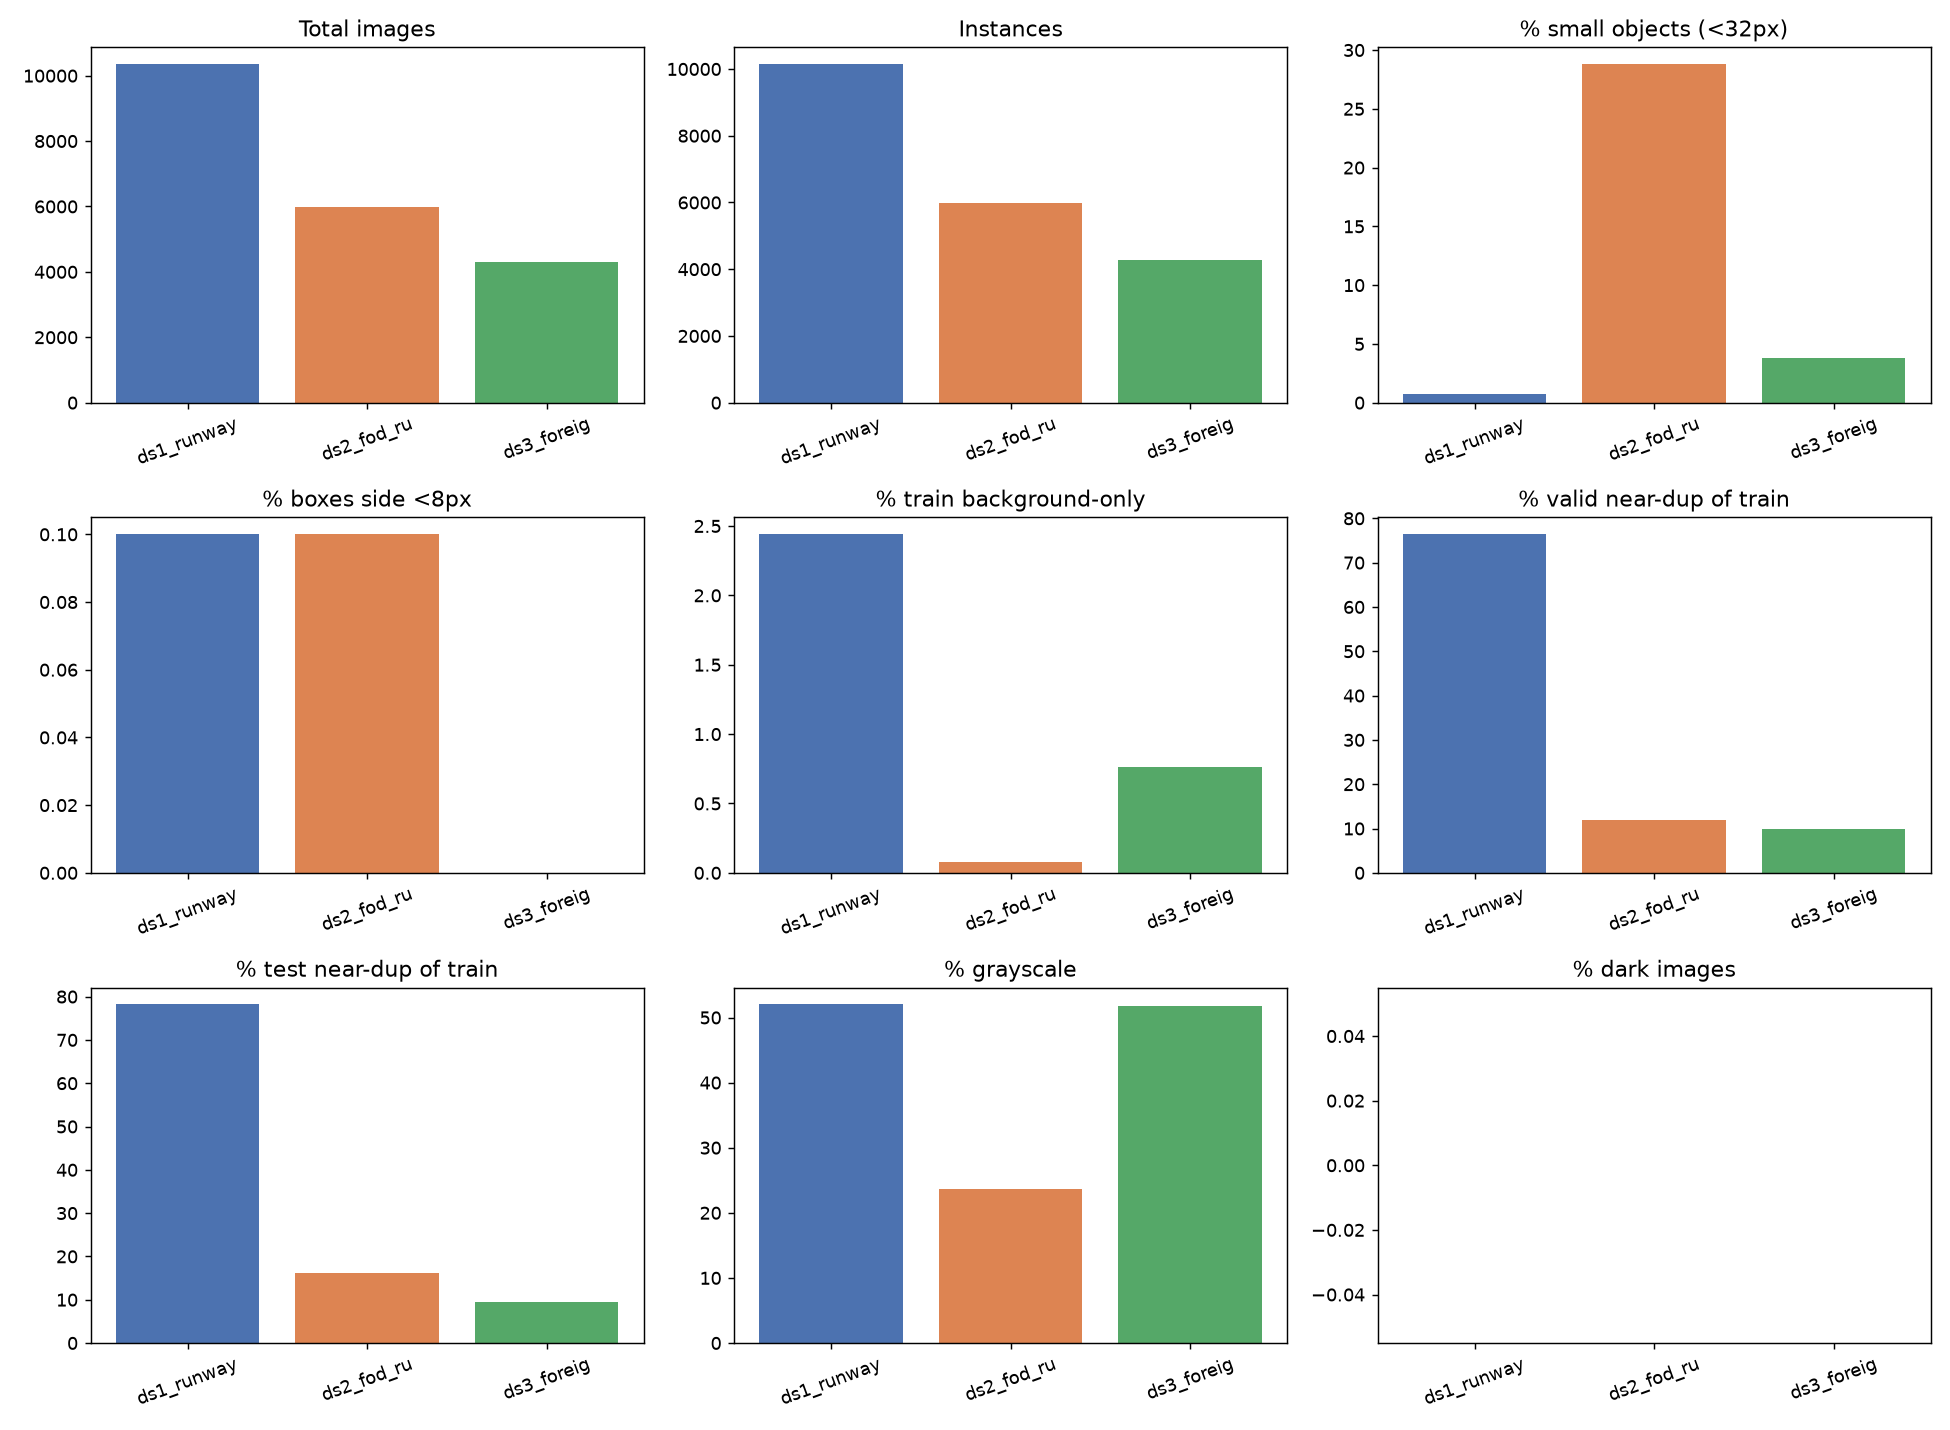 Total images
10000
8000
6000
4000
2000
0
ds1_runway
ds2_fod_ru
ds3_foreig
Instances
10000
8000
6000
4000
2000
0
ds1_runway
ds2_fod_ru
ds3_foreig
% small objects (<32px)
30
25
20
15
10
5
0
ds1_runway
ds2_fod_ru
ds3_foreig
% boxes side <8px
0.10
0.08
0.06
0.04
0.02
0.00
ds1_runway
ds2_fod_ru
ds3_foreig
% train background-only
2.5
2.0
1.5
1.0
0.5
0.0
ds1_runway
ds2_fod_ru
ds3_foreig
% valid near-dup of train
80
70
60
50
40
30
20
10
0
ds1_runway
ds2_fod_ru
ds3_foreig
% test near-dup of train
80
70
60
50
40
30
20
10
0
ds1_runway
ds2_fod_ru
ds3_foreig
% grayscale
50
40
30
20
10
0
ds1_runway
ds2_fod_ru
ds3_foreig
% dark images
0.04
0.02
0.00
−0.02
−0.04
ds1_runway
ds2_fod_ru
ds3_foreig